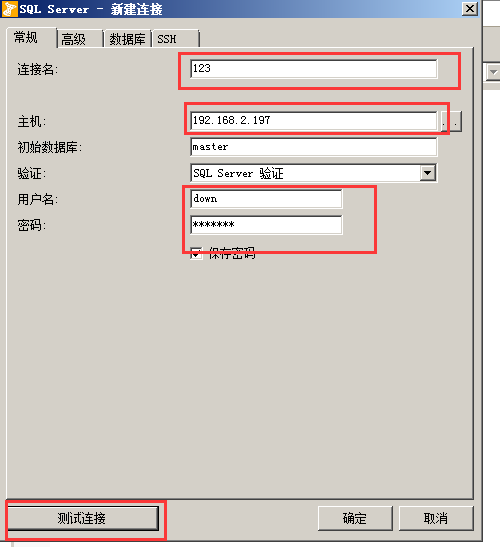 SQL Server - 新建连接
常规 高级 数据库 SSH
连接名: 123
主机: 192.168.2.197 ...
初始数据库: master
验证: SQL Server 验证
用户名: down
密码: *******
保存密码
测试连接 确定 取消